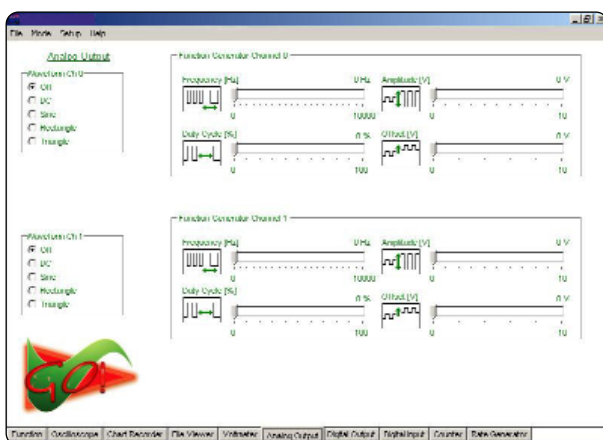 File Mode Setup Help
Analog Output
Waveform Ch 0
Off
DC
Sine
Rectangle
Triangle
Function Generator Channel 0
Frequency [Hz] 0 Hz
0 10000
Amplitude [V] 0 V
0 10
Duty Cycle [%] 0 %
0 100
Offset [V] 0 V
0 10
Waveform Ch 1
Off
DC
Sine
Rectangle
Triangle
Function Generator Channel 1
Frequency [Hz] 0 Hz
0 10000
Amplitude [V] 0 V
0 10
Duty Cycle [%] 0 %
0 100
Offset [V] 0 V
0 10
GO!
Function Oscilloscope Chart Recorder File Viewer Voltmeter Analog Output Digital Output Digital Input Counter Rate Generator